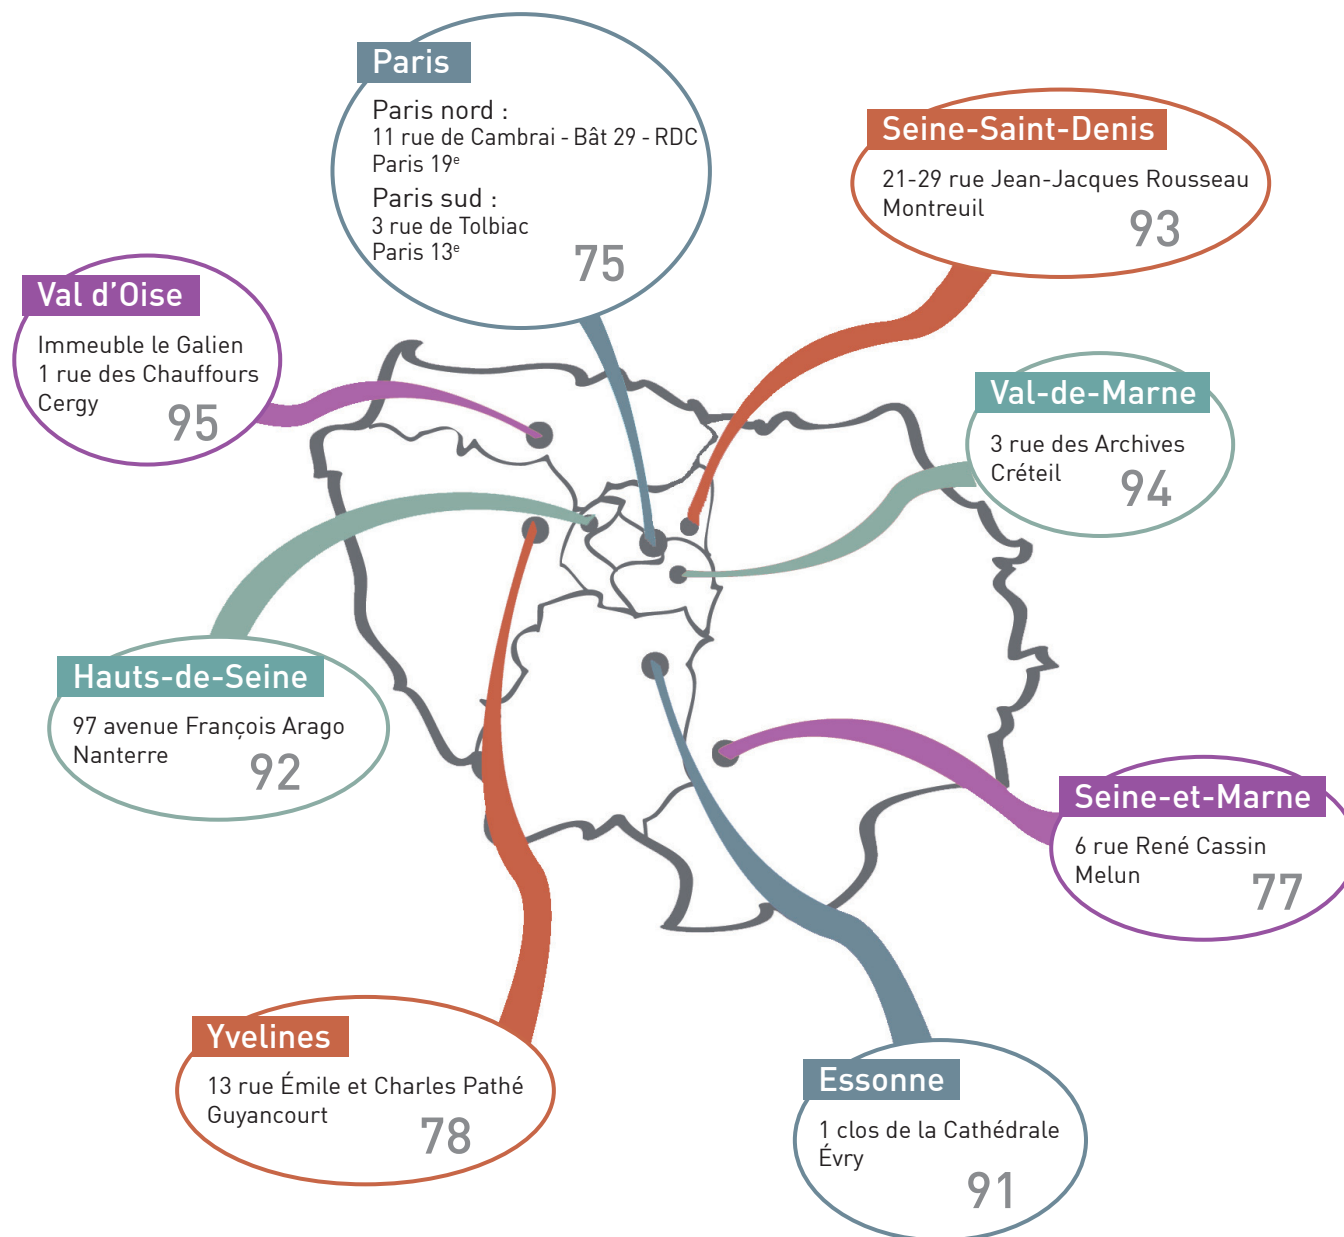 Paris
Paris nord :
11 rue de Cambrai - Bât 29 - RDC
Paris 19e
Paris sud :
3 rue de Tolbiac
Paris 13e
75
Seine-Saint-Denis
21-29 rue Jean-Jacques Rousseau
Montreuil
93
Val d’Oise
Immeuble le Galien
1 rue des Chauffours
Cergy
95
Val-de-Marne
3 rue des Archives
Créteil
94
Hauts-de-Seine
97 avenue François Arago
Nanterre
92
Seine-et-Marne
6 rue René Cassin
Melun
77
Yvelines
13 rue Émile et Charles Pathé
Guyancourt
78
Essonne
1 clos de la Cathédrale
Évry
91